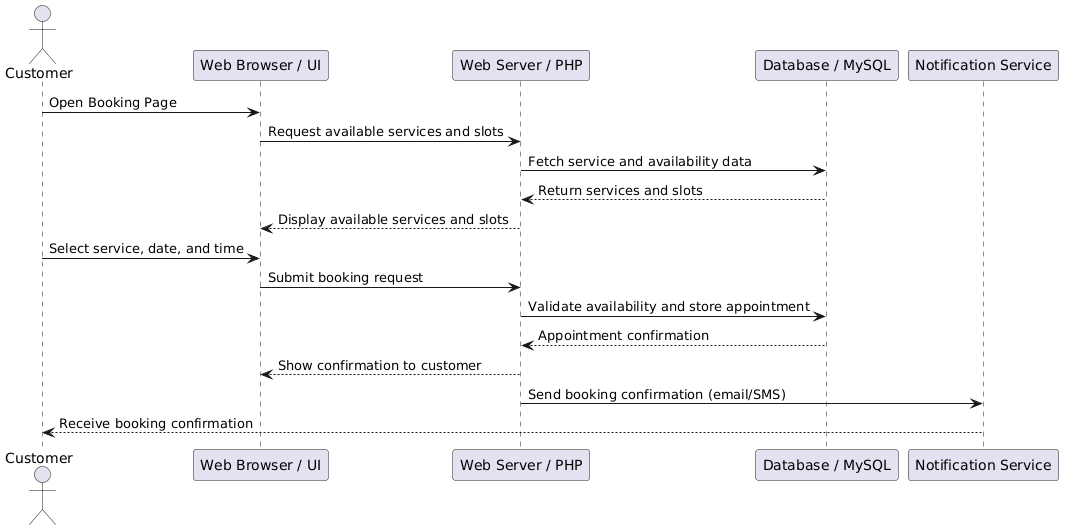 Customer
Web Browser / UI
Web Server / PHP
Database / MySQL
Notification Service
Open Booking Page
Request available services and slots
Fetch service and availability data
Return services and slots
Display available services and slots
Select service, date, and time
Submit booking request
Validate availability and store appointment
Appointment confirmation
Show confirmation to customer
Send booking confirmation (email/SMS)
Receive booking confirmation
Customer
Web Browser / UI
Web Server / PHP
Database / MySQL
Notification Service